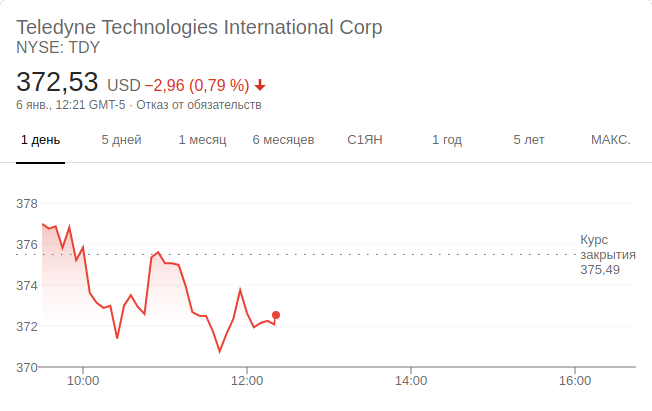 Teledyne Technologies International Corp
NYSE: TDY
372,53 USD −2,96 (0,79 %)
6 янв., 12:21 GMT-5 · Отказ от обязательств
1 день 5 дней 1 месяц 6 месяцев С1ЯН 1 год 5 лет МАКС.
378
376
374
372
370
Курс
закрытия
375,49
10:00 12:00 14:00 16:00